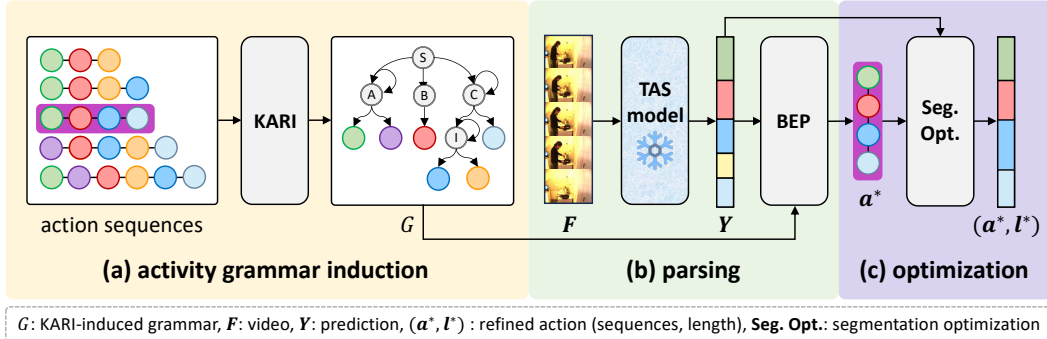 action sequences
KARI
S
A
B
C
I
G
F
TAS
model
Y
BEP
a*
Seg.
Opt.
(a*, l*)
(a) activity grammar induction
(b) parsing
(c) optimization
G: KARI-induced grammar, F: video, Y: prediction, (a*, l*) : refined action (sequences, length), Seg. Opt.: segmentation optimization